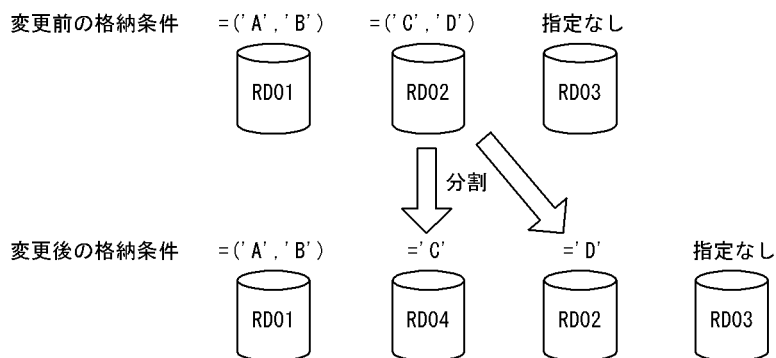 変更前の格納条件 =('A','B') =('C','D') 指定なし
RD01 RD02 RD03
分割
変更後の格納条件 =('A','B') ='C' ='D' 指定なし
RD01 RD04 RD02 RD03